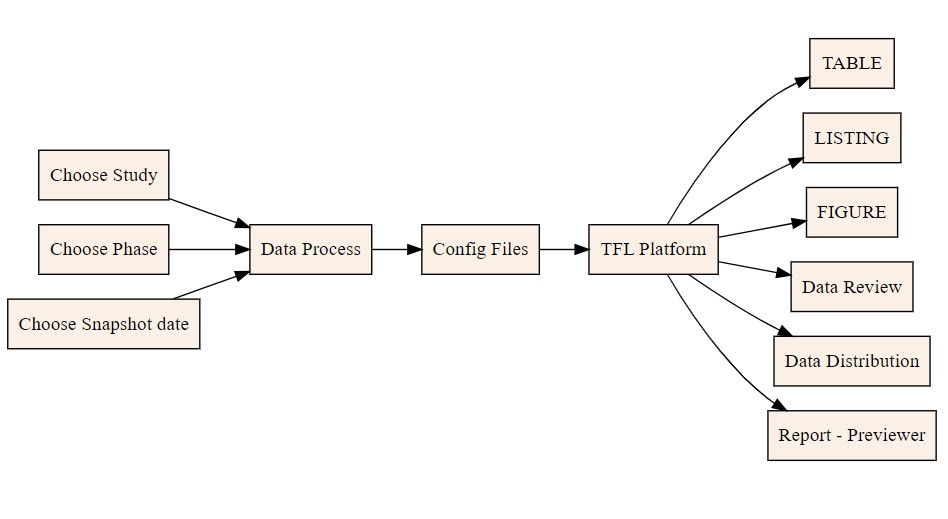 Choose Study
Choose Phase
Choose Snapshot date
Data Process
Config Files
TFL Platform
TABLE
LISTING
FIGURE
Data Review
Data Distribution
Report - Previewer